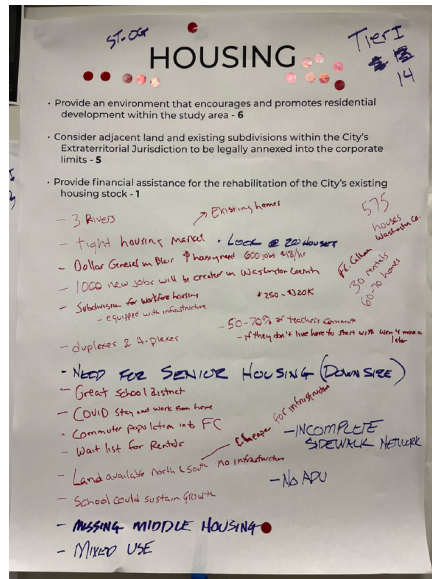 ST. OG
HOUSING
Tier I
14
• Provide an environment that encourages and promotes residential
development within the study area - 6
• Consider adjacent land and existing subdivisions within the City's
Extraterritorial Jurisdiction to be legally annexed into the corporate
limits - 5
• Provide financial assistance for the rehabilitation of the City's existing
housing stock - 1
- 3 Rivers
Existing homes
- tight housing market • LOOK @ 20 HOUSES
575
houses
Washington Co.
- Dollar General in Blair housing need 600 jobs $18/hr
- 1000 new jobs will be created in Washington County
Ft. Calhoun
30 rentals
60-70 homes
- Subdivision for workforce housing
- equipped with infrastructure
$250 - $320K
- 50-70% of teachers commute
- if they don't live here to start with won't move in
later
- duplexes & 4-plexes
- NEED FOR SENIOR HOUSING (DOWNSIZE)
- Great school district
- COVID stay and work from home
- Commuter population into FC
- Wait list for Rentals
- Land available north & south no infrastructure
for infrastructure
- INCOMPLETE
SIDEWALK NETWORK
- No ADU
- School could sustain growth
- MISSING MIDDLE HOUSING
- MIXED USE